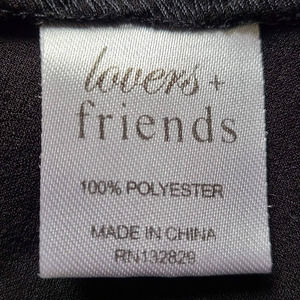 lovers +
friends
100% POLYESTER
MADE IN CHINA
RN132829